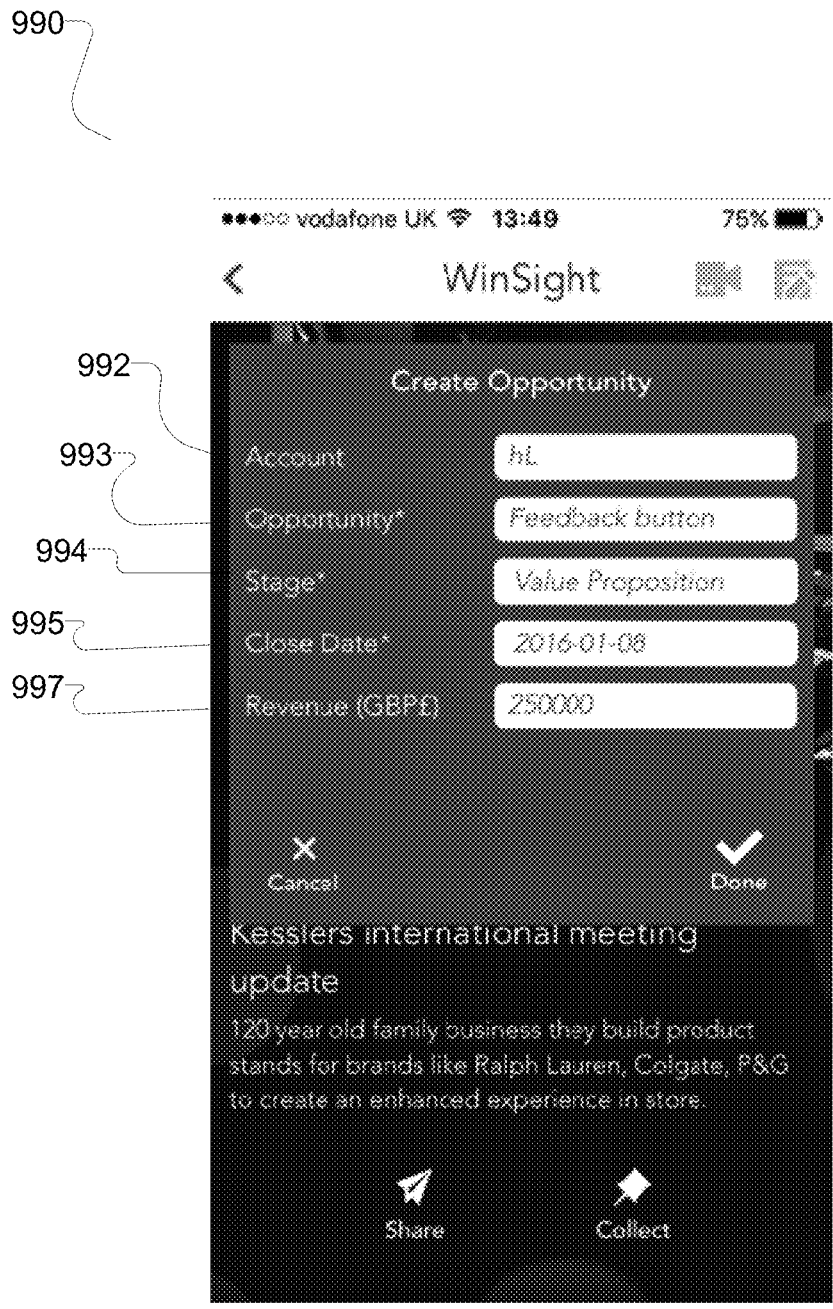 990
●●●○○ vodafone UK 13:49 75%
WinSight
Create Opportunity
992
Account hL
993
Opportunity* Feedback button
994
Stage* Value Proposition
995
Close Date* 2016-01-08
997
Revenue (GBP£) 250000
Cancel Done
Kesslers international meeting
update
120 year old family business they build product
stands for brands like Ralph Lauren, Colgate, P&G
to create an enhanced experience in store.
Share Collect